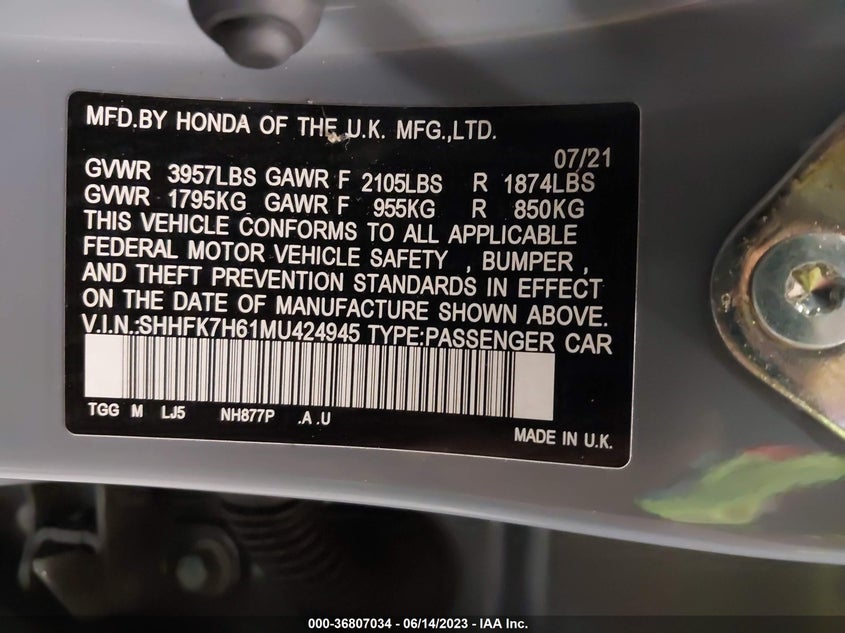 MFD.BY HONDA OF THE U.K. MFG.,LTD.
07/21
GVWR 3957LBS GAWR F 2105LBS R 1874LBS
GVWR 1795KG GAWR F 955KG R 850KG
THIS VEHICLE CONFORMS TO ALL APPLICABLE
FEDERAL MOTOR VEHICLE SAFETY , BUMPER ,
AND THEFT PREVENTION STANDARDS IN EFFECT
ON THE DATE OF MANUFACTURE SHOWN ABOVE.
V.I.N.:SHHFK7H61MU424945 TYPE:PASSENGER CAR
TGG M LJ5 NH877P .A .U
MADE IN U.K.
000-36807034 - 06/14/2023 - IAA Inc.